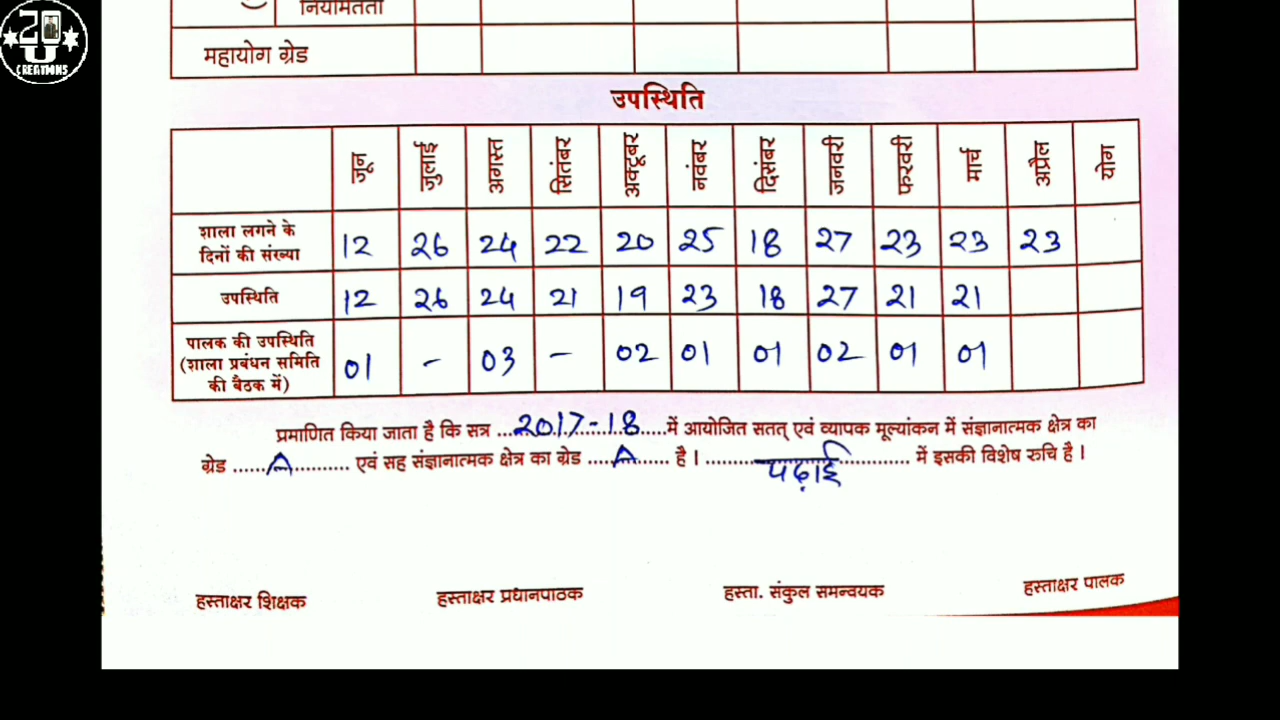 20
U
CREATIONS
नियमितता
महायोग ग्रेड
उपस्थिति
जून जुलाई अगस्त सितंबर अक्टूबर नवंबर दिसंबर जनवरी फरवरी मार्च अप्रैल योग
शाला लगने के
दिनों की संख्या 12 26 24 22 20 25 18 27 23 23 23
उपस्थिति 12 26 24 21 19 23 18 27 21 21
पालक की उपस्थिति
(शाला प्रबंधन समिति
की बैठक में) 01 - 03 - 02 01 01 02 01 01
प्रमाणित किया जाता है कि सत्र ...2017-18...में आयोजित सतत् एवं व्यापक मूल्यांकन में संज्ञानात्मक क्षेत्र का
ग्रेड ......A............ एवं सह संज्ञानात्मक क्षेत्र का ग्रेड .....A....... है। ........पढ़ाई........ में इसकी विशेष रुचि है।
हस्ताक्षर शिक्षक हस्ताक्षर प्रधानपाठक हस्ता. संकुल समन्वयक हस्ताक्षर पालक